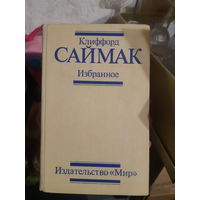 Клиффорд
САЙМАК
Избранное
Издательство «Мир»